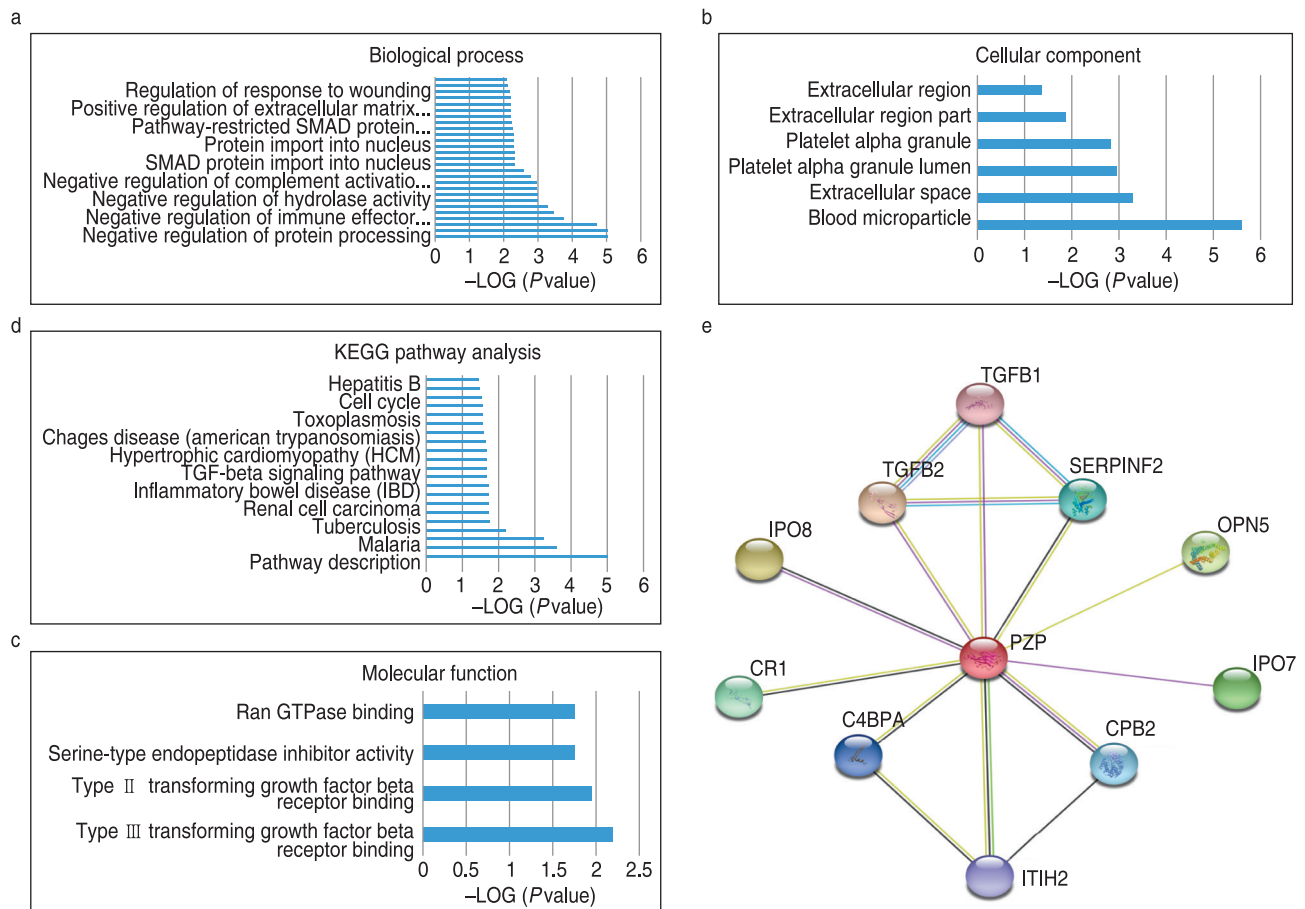 a
Biological process
Regulation of response to wounding
Positive regulation of extracellular matrix...
Pathway-restricted SMAD protein...
Protein import into nucleus
SMAD protein import into nucleus
Negative regulation of complement activatio...
Negative regulation of hydrolase activity
Negative regulation of immune effector...
Negative regulation of protein processing
0 1 2 3 4 5 6
–LOG (Pvalue)
b
Cellular component
Extracellular region
Extracellular region part
Platelet alpha granule
Platelet alpha granule lumen
Extracellular space
Blood microparticle
0 1 2 3 4 5 6
–LOG (Pvalue)
d
KEGG pathway analysis
Hepatitis B
Cell cycle
Toxoplasmosis
Chages disease (american trypanosomiasis)
Hypertrophic cardiomyopathy (HCM)
TGF-beta signaling pathway
Inflammatory bowel disease (IBD)
Renal cell carcinoma
Tuberculosis
Malaria
Pathway description
0 1 2 3 4 5 6
–LOG (Pvalue)
c
Molecular function
Ran GTPase binding
Serine-type endopeptidase inhibitor activity
Type Ⅱ transforming growth factor beta
receptor binding
Type Ⅲ transforming growth factor beta
receptor binding
0 0.5 1 1.5 2 2.5
–LOG (Pvalue)
e
TGFB1
TGFB2
SERPINF2
IPO8
OPN5
PZP
CR1
IPO7
C4BPA
CPB2
ITIH2